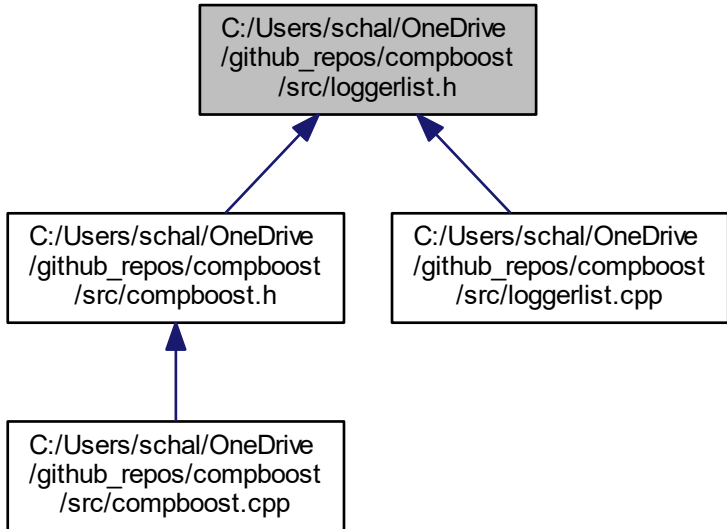 C:/Users/schal/OneDrive
/github_repos/compboost
/src/loggerlist.h
C:/Users/schal/OneDrive
/github_repos/compboost
/src/compboost.h
C:/Users/schal/OneDrive
/github_repos/compboost
/src/loggerlist.cpp
C:/Users/schal/OneDrive
/github_repos/compboost
/src/compboost.cpp